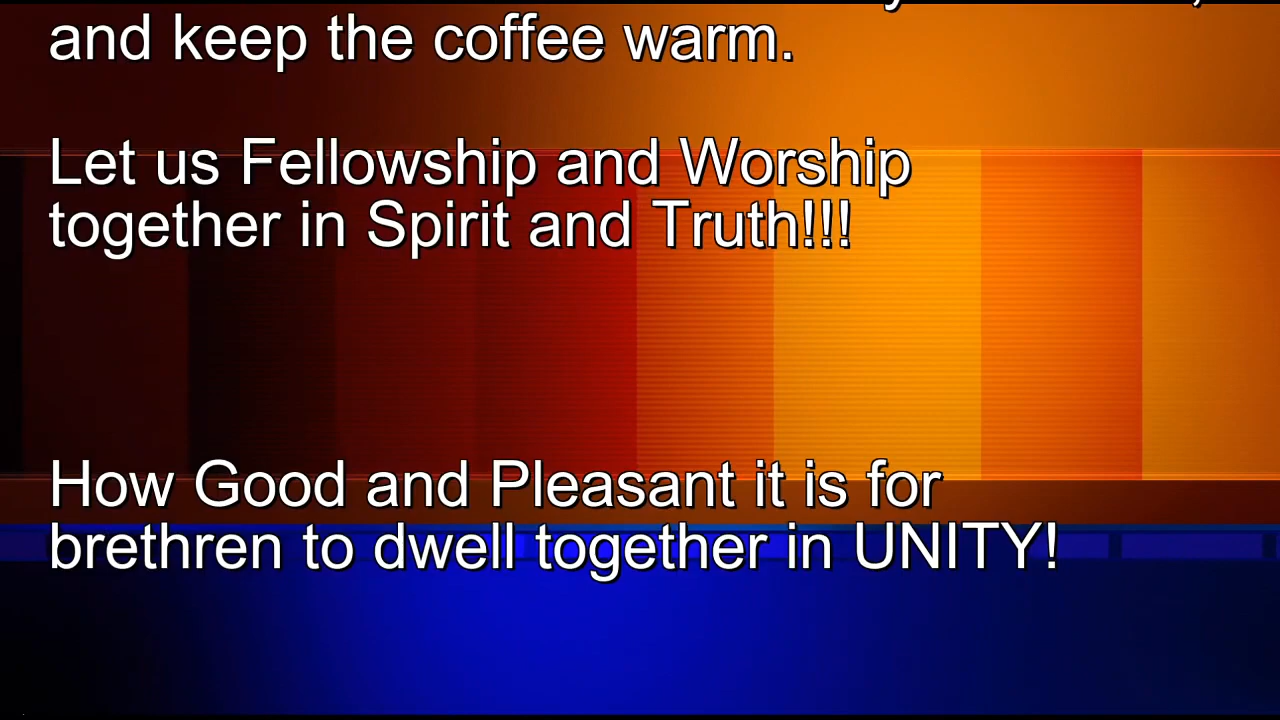 and keep the coffee warm.
Let us Fellowship and Worship
together in Spirit and Truth!!!
How Good and Pleasant it is for
brethren to dwell together in UNITY!